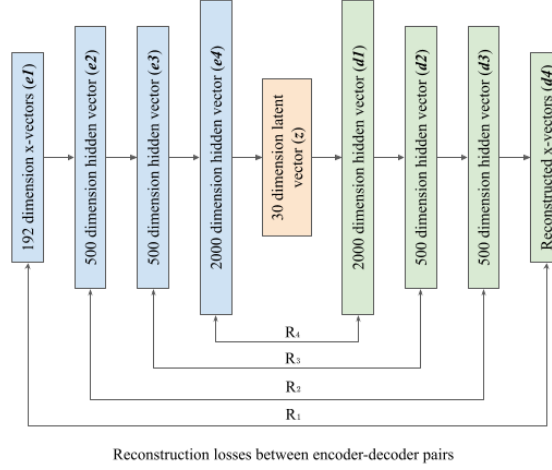 192 dimension x-vectors (e1)
500 dimension hidden vector (e2)
500 dimension hidden vector (e3)
2000 dimension hidden vector (e4)
30 dimension latent
vector (z)
2000 dimension hidden vector (d1)
500 dimension hidden vector (d2)
500 dimension hidden vector (d3)
Reconstructed x-vectors (d4)
R4
R3
R2
R1
Reconstruction losses between encoder-decoder pairs